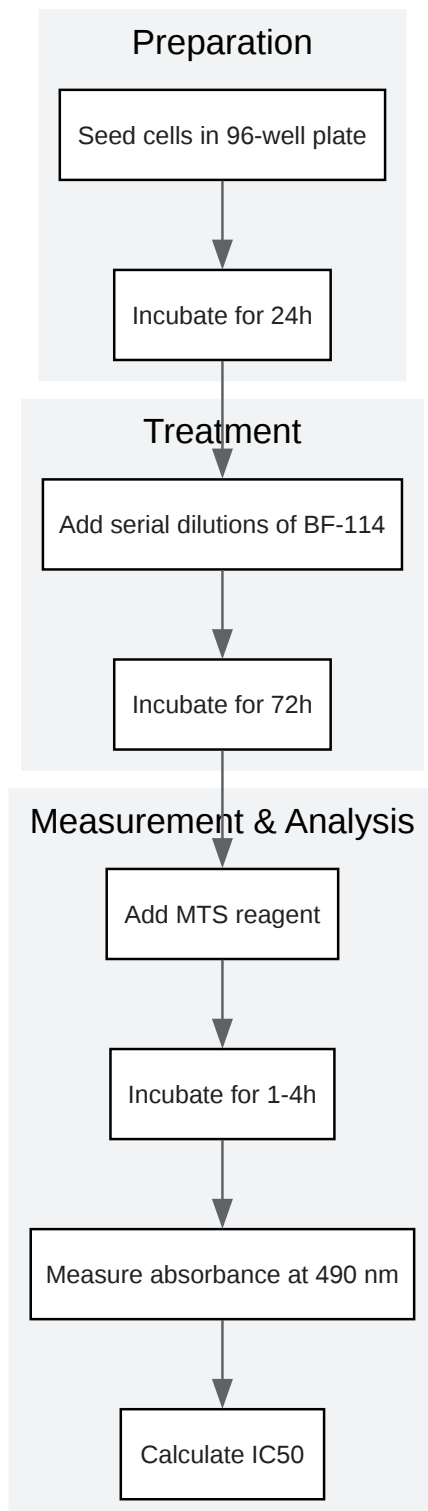 Preparation
Seed cells in 96-well plate
Incubate for 24h
Treatment
Add serial dilutions of BF-114
Incubate for 72h
Measurement & Analysis
Add MTS reagent
Incubate for 1-4h
Measure absorbance at 490 nm
Calculate IC50